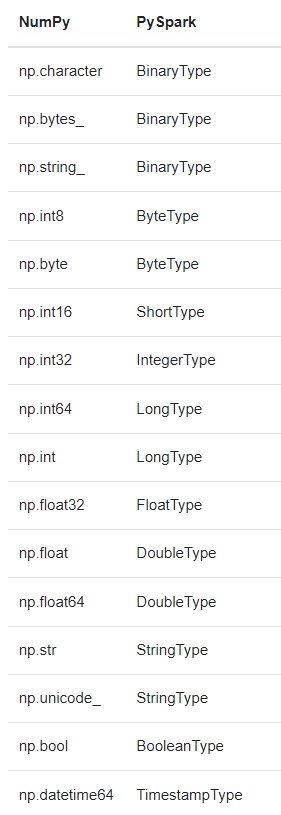 NumPy PySpark
np.character BinaryType
np.bytes_ BinaryType
np.string_ BinaryType
np.int8 ByteType
np.byte ByteType
np.int16 ShortType
np.int32 IntegerType
np.int64 LongType
np.int LongType
np.float32 FloatType
np.float DoubleType
np.float64 DoubleType
np.str StringType
np.unicode_ StringType
np.bool BooleanType
np.datetime64 TimestampType